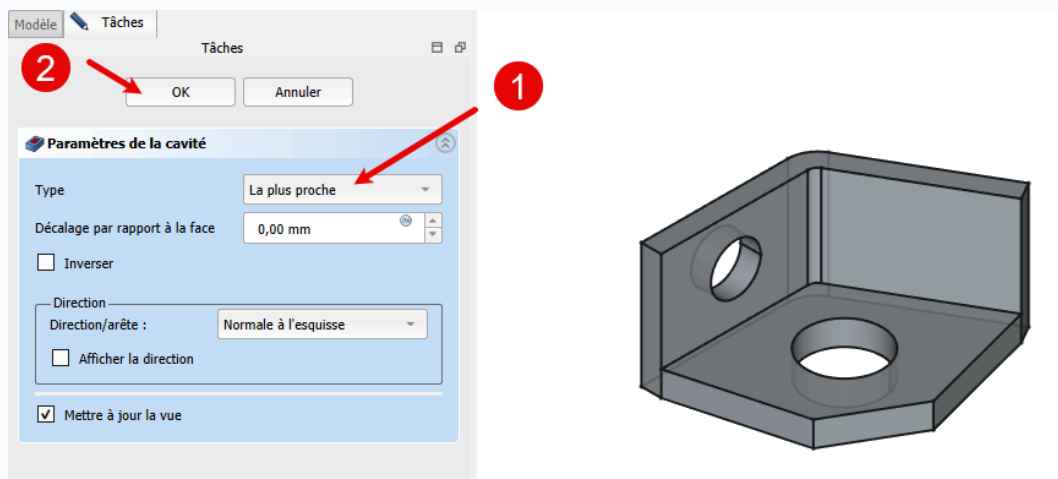 Modèle Tâches
Tâches
2
OK Annuler
1
Paramètres de la cavité
Type La plus proche
Décalage par rapport à la face 0,00 mm
Inverser
Direction
Direction/arête : Normale à l'esquisse
Afficher la direction
Mettre à jour la vue